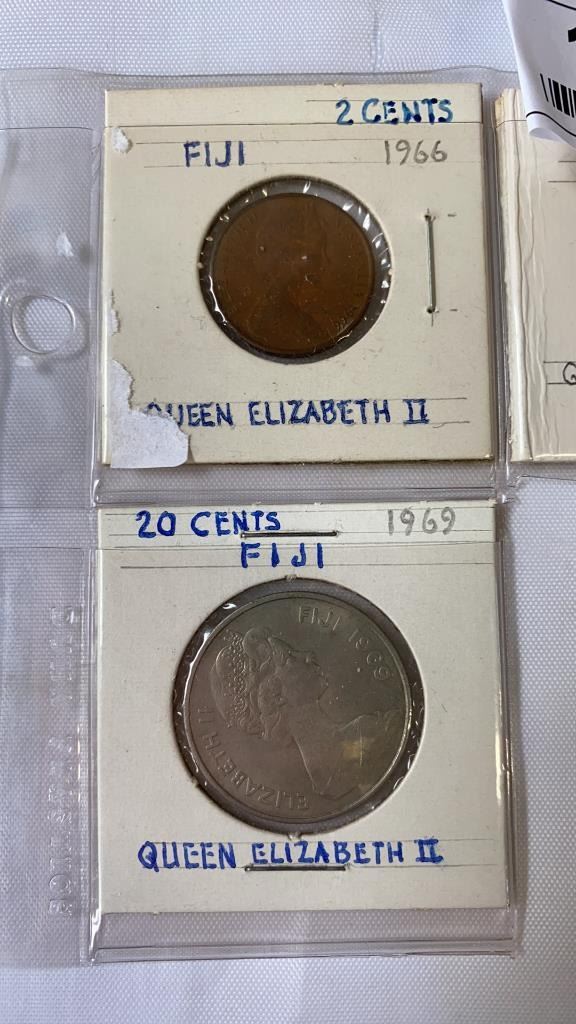 2 CENTS
FIJI 1966
QUEEN ELIZABETH II
20 CENTS 1969
FIJI
ELIZABETH II FIJI 1969
QUEEN ELIZABETH II